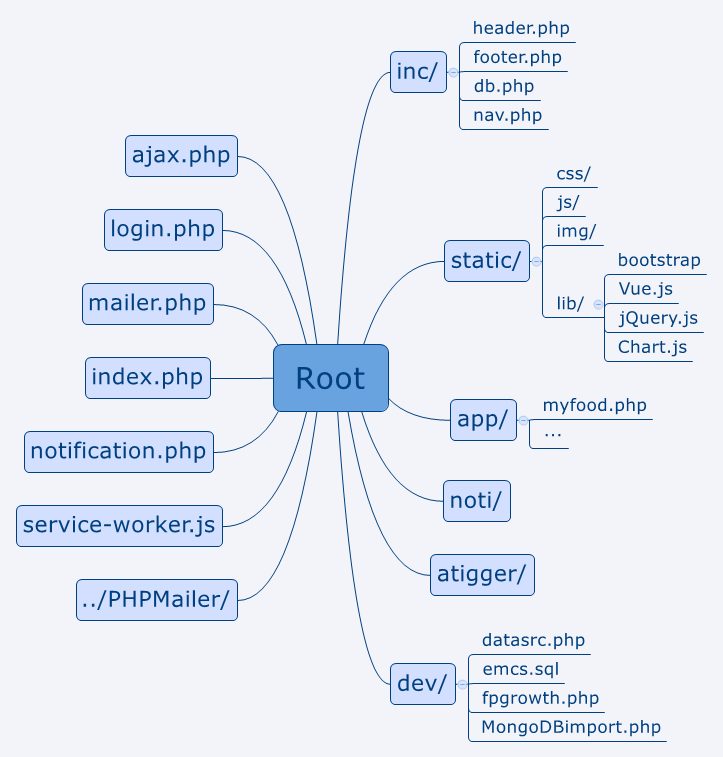 Root
ajax.php
login.php
mailer.php
index.php
notification.php
service-worker.js
../PHPMailer/
inc/
header.php
footer.php
db.php
nav.php
static/
css/
js/
img/
lib/
bootstrap
Vue.js
jQuery.js
Chart.js
app/
myfood.php
...
noti/
atigger/
dev/
datasrc.php
emcs.sql
fpgrowth.php
MongoDBimport.php